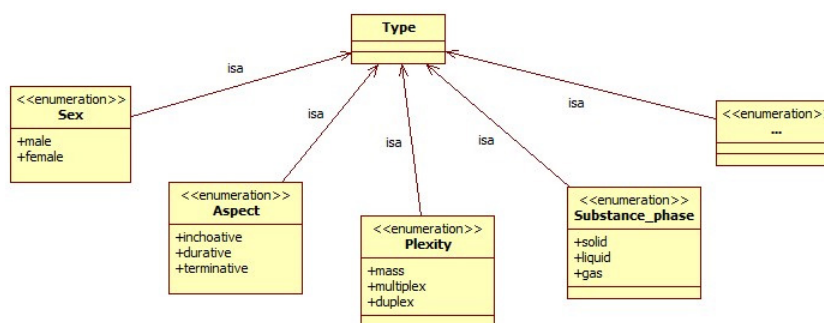 Type
isa
isa
isa
isa
isa
<<enumeration>>
Sex
+male
+female
<<enumeration>>
Aspect
+inchoative
+durative
+terminative
<<enumeration>>
Plexity
+mass
+multiplex
+duplex
<<enumeration>>
Substance_phase
+solid
+liquid
+gas
<<enumeration>>
...